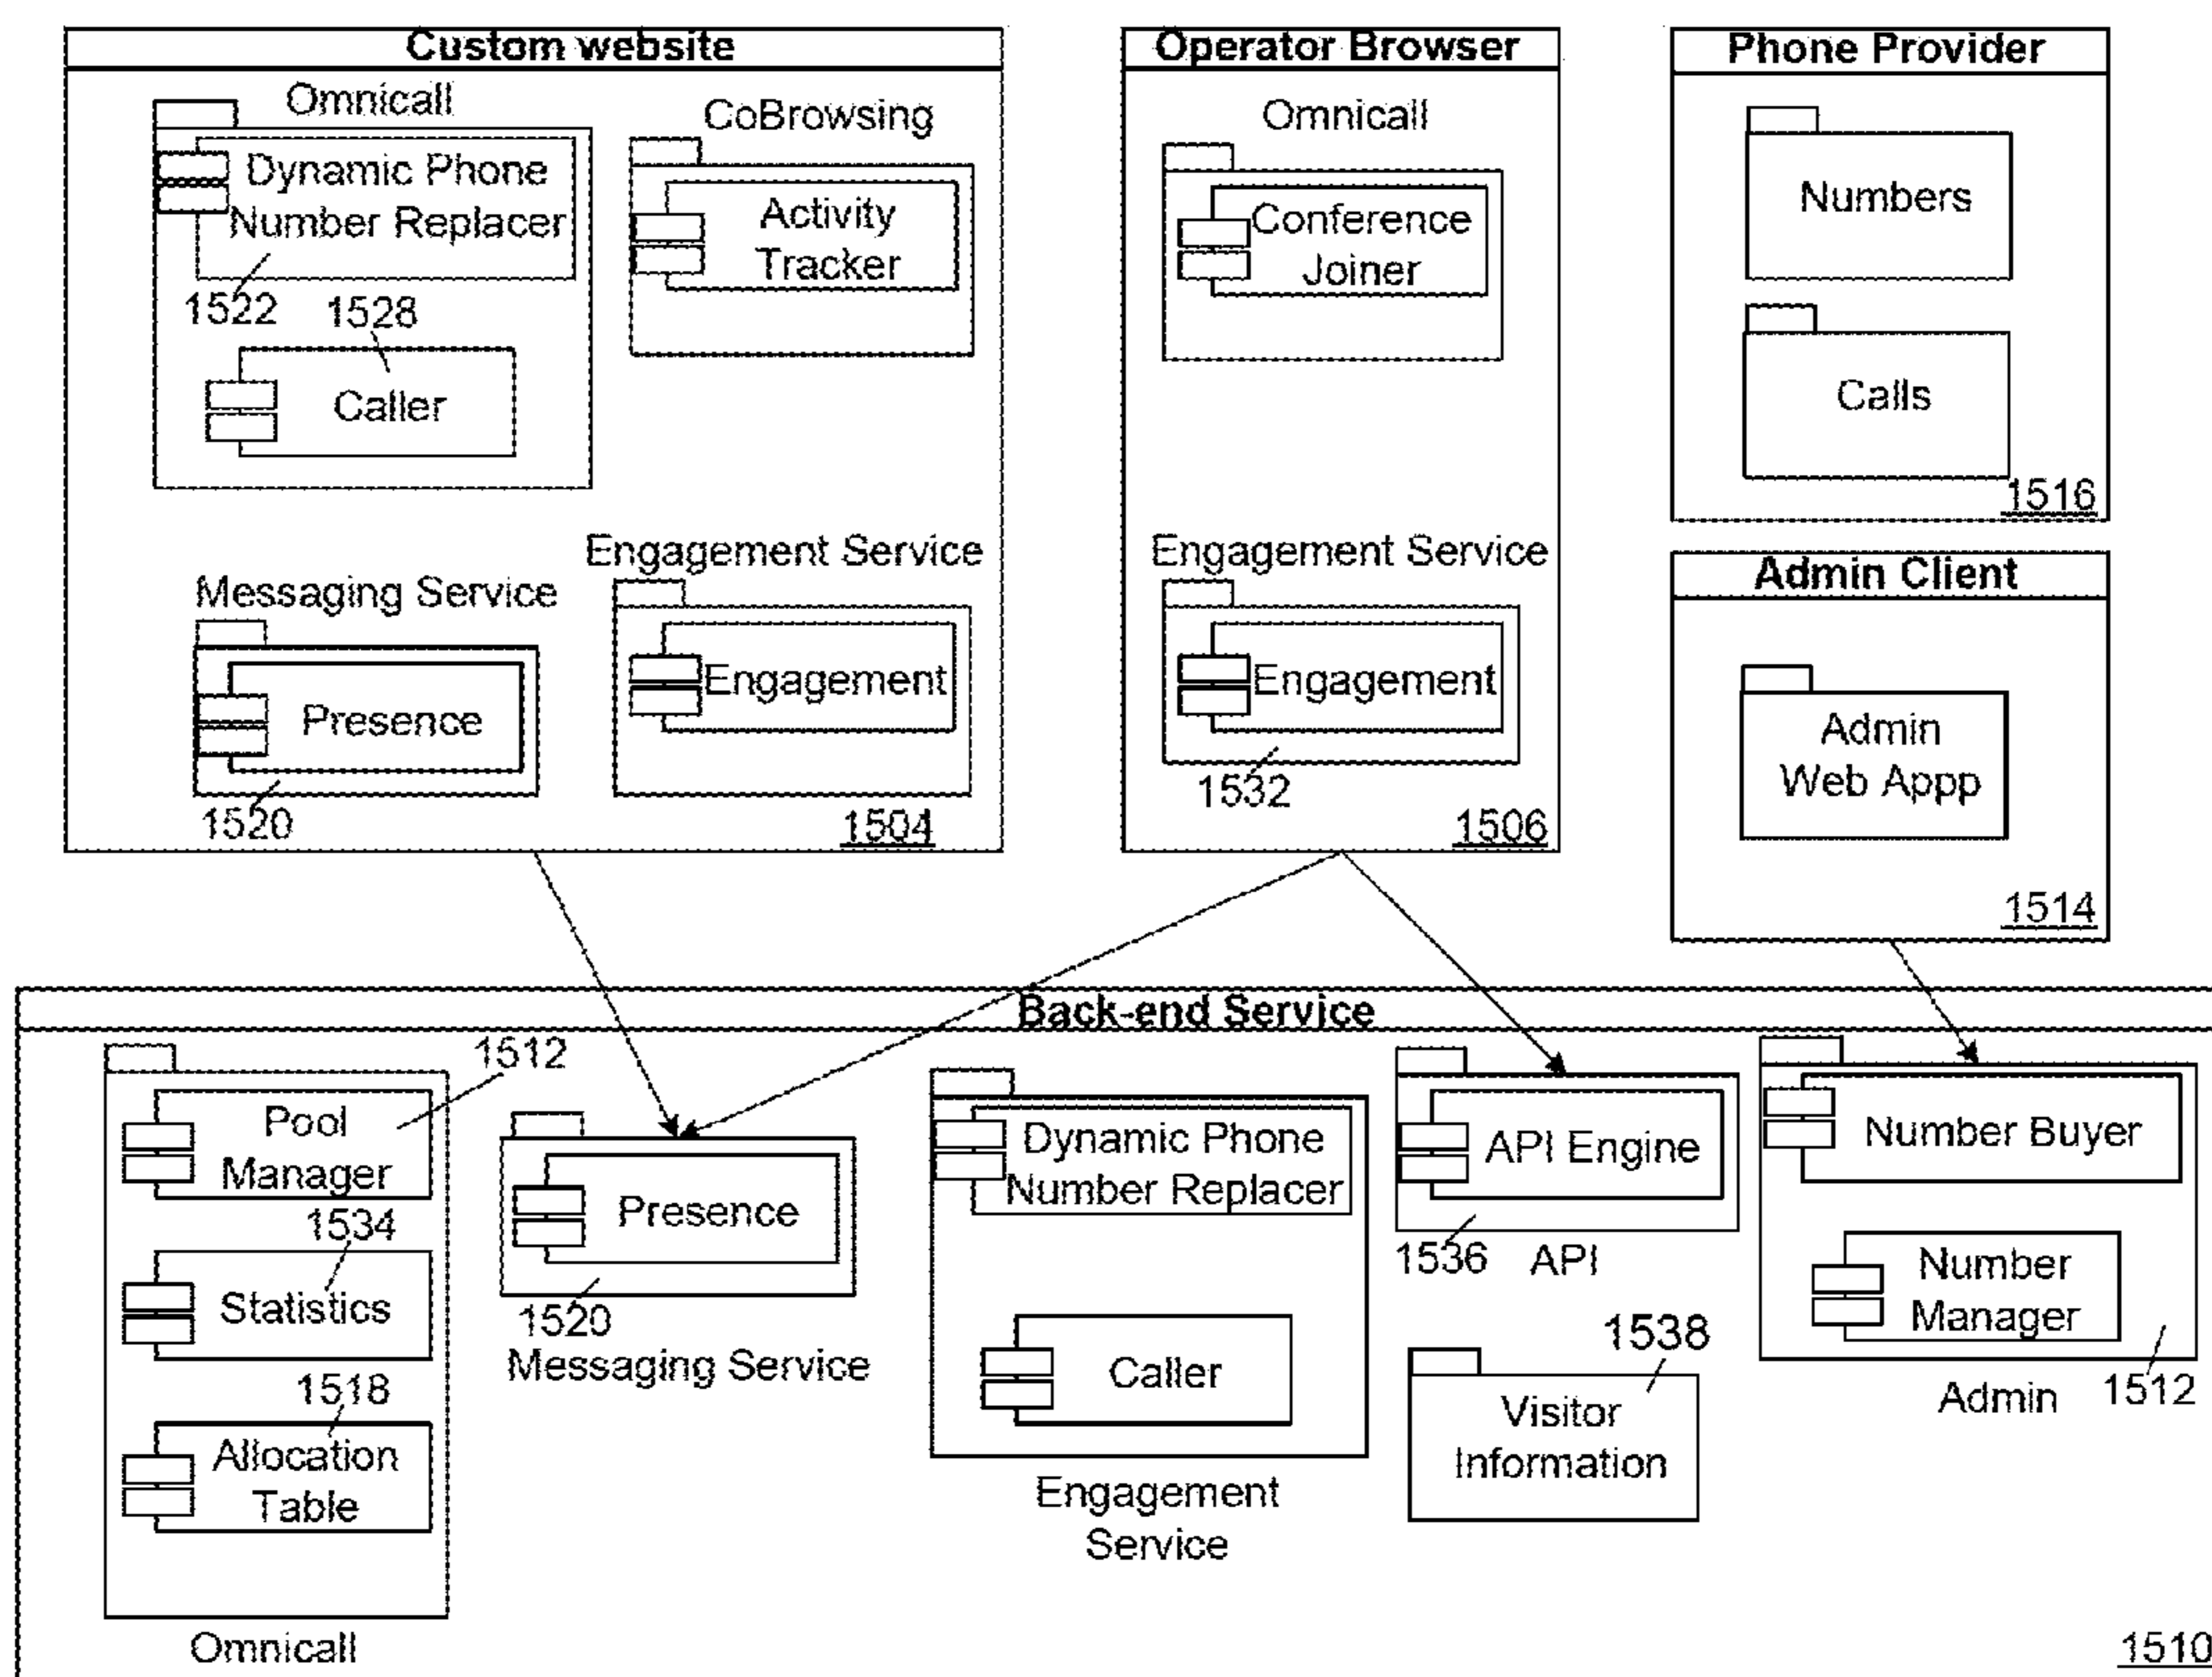 Custom website
Omnicall
Dynamic Phone
Number Replacer
1522
1528
Caller
CoBrowsing
Activity
Tracker
Messaging Service
Presence
1520
Engagement Service
Engagement
1504
Operator Browser
Omnicall
Conference
Joiner
Engagement Service
Engagement
1532
1506
Phone Provider
Numbers
Calls
1516
Admin Client
Admin
Web Appp
1514
Back-end Service
1512
Pool
Manager
1534
Statistics
1518
Allocation
Table
Omnicall
Presence
1520
Messaging Service
Dynamic Phone
Number Replacer
Caller
Engagement
Service
API Engine
1536
API
1538
Visitor
Information
Number Buyer
Number
Manager
Admin
1512
1510